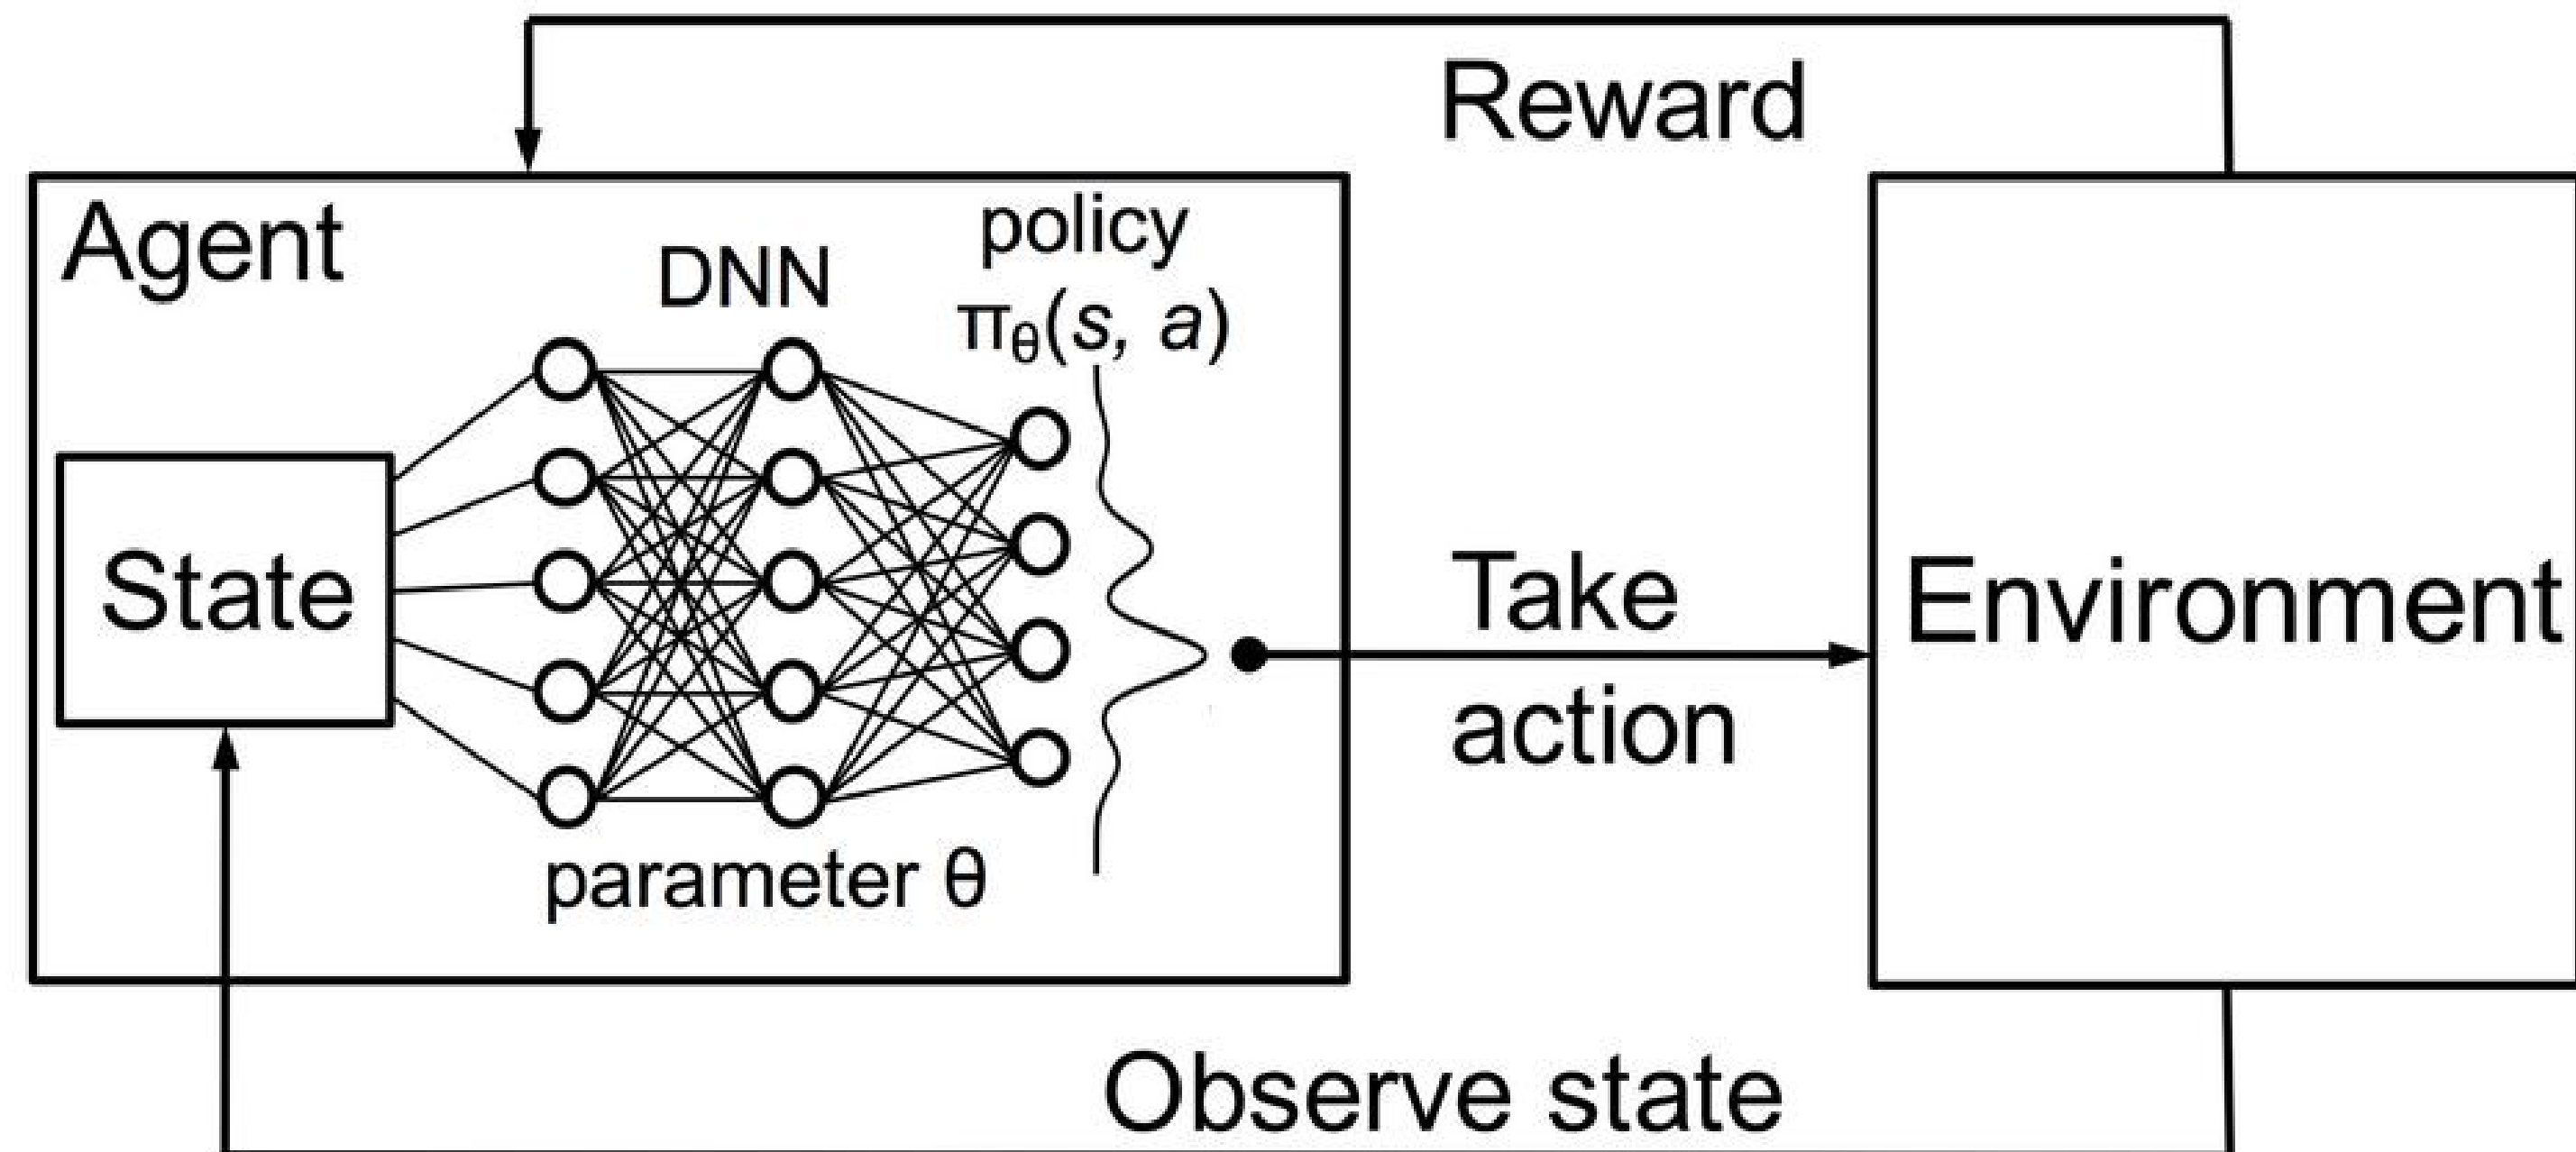 Reward
Agent
DNN
policy
πθ(s, a)
State
Take
action
Environment
parameter θ
Observe state